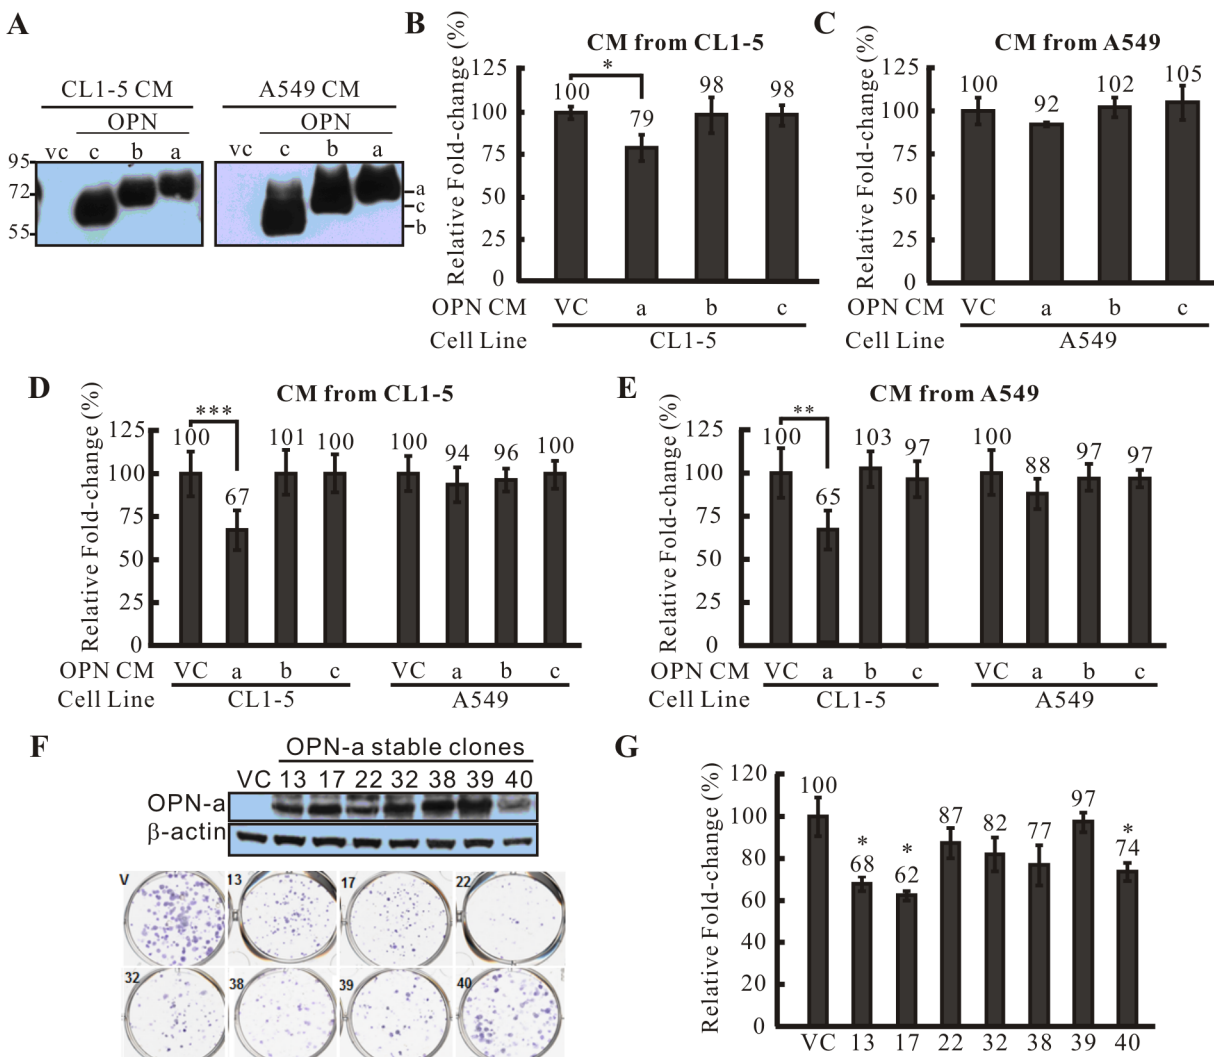 A
CL1-5 CM
A549 CM
OPN
OPN
vc c b a
vc c b a
95
72
55
a
c
b
B
CM from CL1-5
Relative Fold-change (%)
125
100
75
50
25
0
*
100
79
98
98
OPN CM VC a b c
Cell Line CL1-5
C
CM from A549
Relative Fold-change (%)
125
100
75
50
25
0
100
92
102
105
OPN CM VC a b c
Cell Line A549
D
CM from CL1-5
Relative Fold-change (%)
125
100
75
50
25
0
***
100
67
101
100
100
94
96
100
OPN CM VC a b c VC a b c
Cell Line CL1-5 A549
E
CM from A549
Relative Fold-change (%)
125
100
75
50
25
0
**
100
65
103
97
100
88
97
97
OPN CM VC a b c VC a b c
Cell Line CL1-5 A549
F
OPN-a stable clones
VC 13 17 22 32 38 39 40
OPN-a
β-actin
V 13 17 22
32 38 39 40
G
Relative Fold-change (%)
120
100
80
60
40
20
0
100
*
68
*
62
87
82
77
97
*
74
VC 13 17 22 32 38 39 40